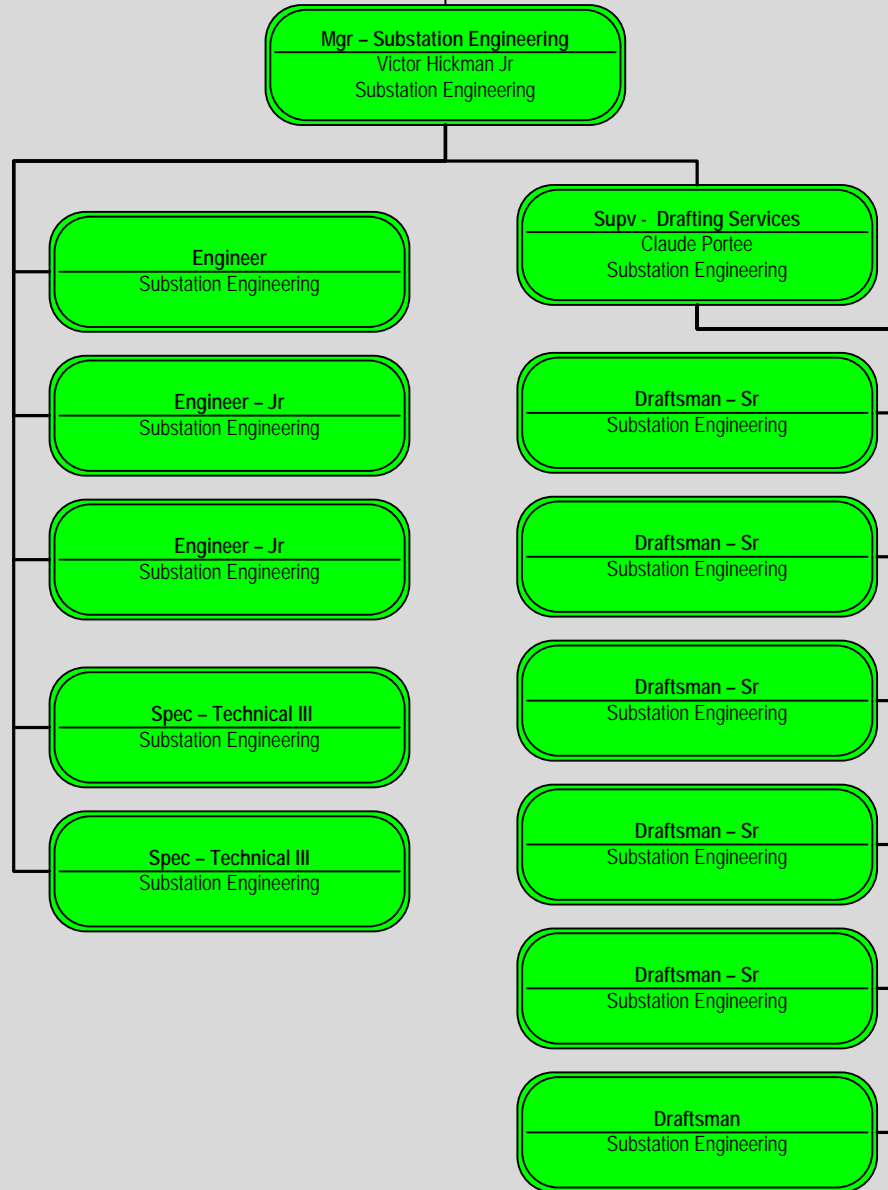 Mgr – Substation Engineering
Victor Hickman Jr
Substation Engineering
Engineer
Substation Engineering
Engineer – Jr
Substation Engineering
Engineer – Jr
Substation Engineering
Spec – Technical III
Substation Engineering
Spec – Technical III
Substation Engineering
Supv - Drafting Services
Claude Portee
Substation Engineering
Draftsman – Sr
Substation Engineering
Draftsman – Sr
Substation Engineering
Draftsman – Sr
Substation Engineering
Draftsman – Sr
Substation Engineering
Draftsman – Sr
Substation Engineering
Draftsman
Substation Engineering